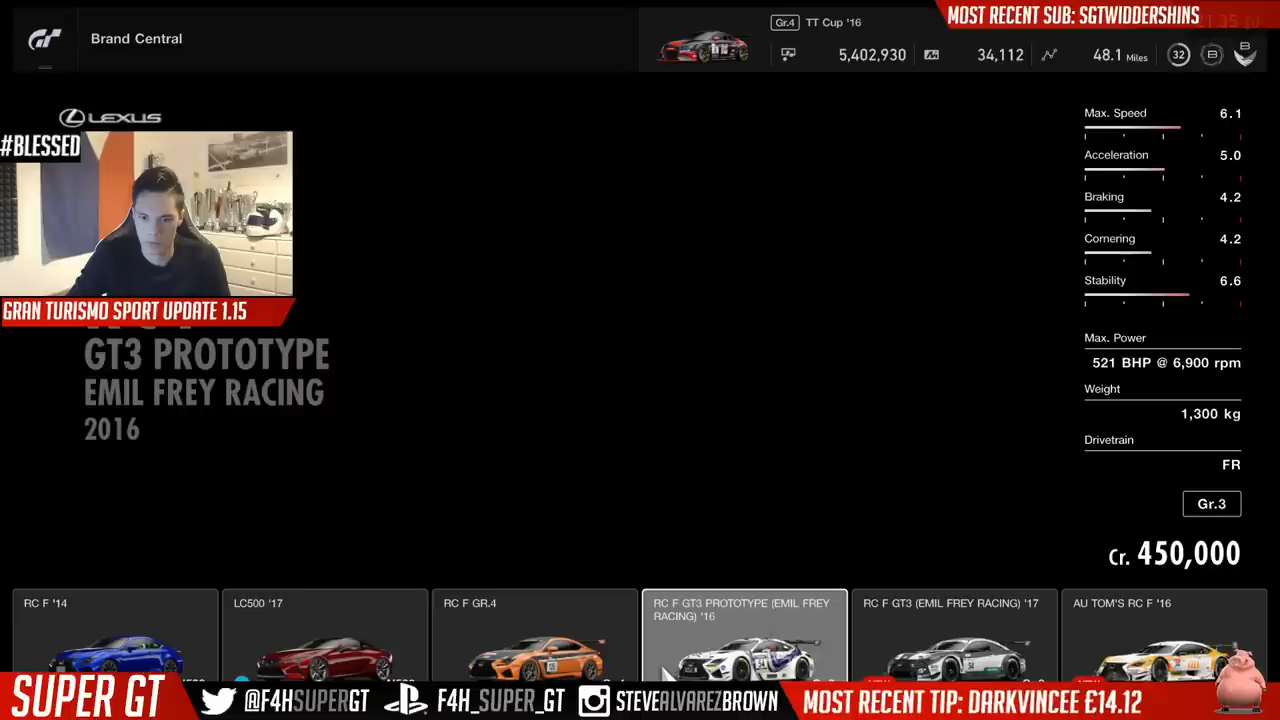 Brand Central
Gr.4 TT Cup '16
5,402,930
34,112
48.1 Miles
32
B
B
MOST RECENT SUB: SGTWIDDERSHINS
LEXUS
#BLESSED
GRAN TURISMO SPORT UPDATE 1.15
GT3 PROTOTYPE
EMIL FREY RACING
2016
Max. Speed 6.1
Acceleration 5.0
Braking 4.2
Cornering 4.2
Stability 6.6
Max. Power
521 BHP @ 6,900 rpm
Weight
1,300 kg
Drivetrain
FR
Gr.3
Cr. 450,000
RC F '14
LC500 '17
RC F GR.4
RC F GT3 PROTOTYPE (EMIL FREY
RACING) '16
RC F GT3 (EMIL FREY RACING) '17
AU TOM'S RC F '16
SUPER GT
@F4HSUPERGT
F4H_SUPER_GT
STEVEALVAREZBROWN
MOST RECENT TIP: DARKVINCEE £14.12